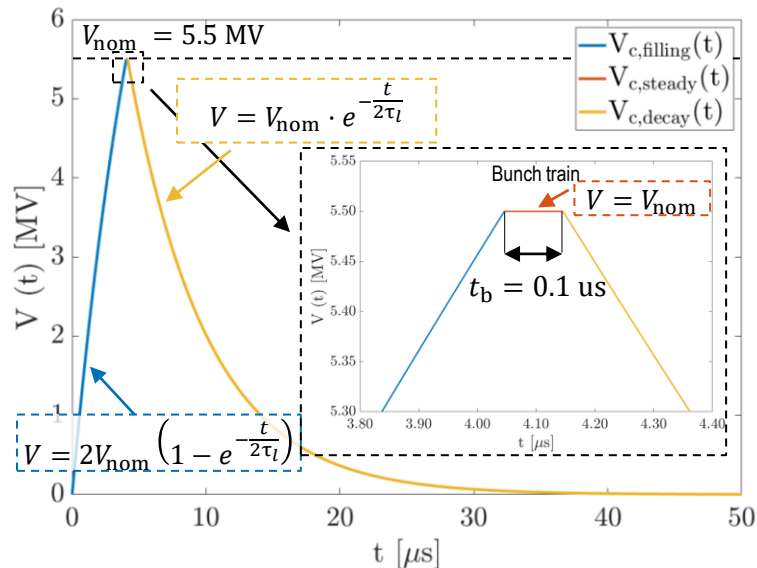 V_nom = 5.5 MV
V_c,filling(t)
V_c,steady(t)
V_c,decay(t)
V = V_nom · e^{-t/(2τ_l)}
V (t) [MV]
6
5
4
3
2
1
0
5.55
5.50
5.45
5.40
5.35
5.30
V (t) [MV]
Bunch train
V = V_nom
t_b = 0.1 us
3.80 3.90 4.00 4.10 4.20 4.30 4.40
t [μs]
V = 2V_nom (1 − e^{-t/(2τ_l)})
0 10 20 30 40 50
t [μs]